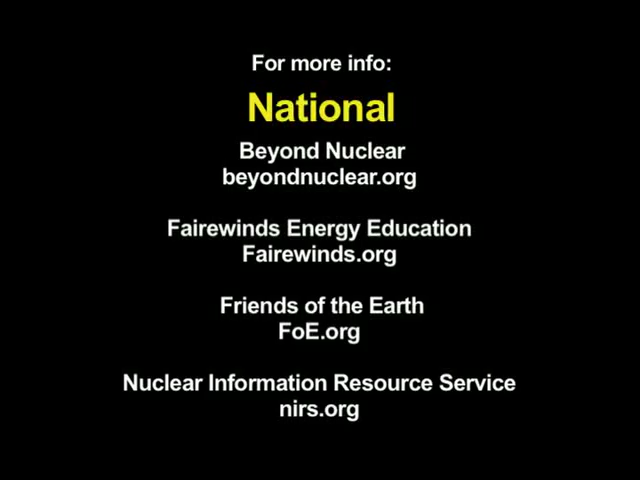 For more info:
National
Beyond Nuclear
beyondnuclear.org
Fairewinds Energy Education
Fairewinds.org
Friends of the Earth
FoE.org
Nuclear Information Resource Service
nirs.org